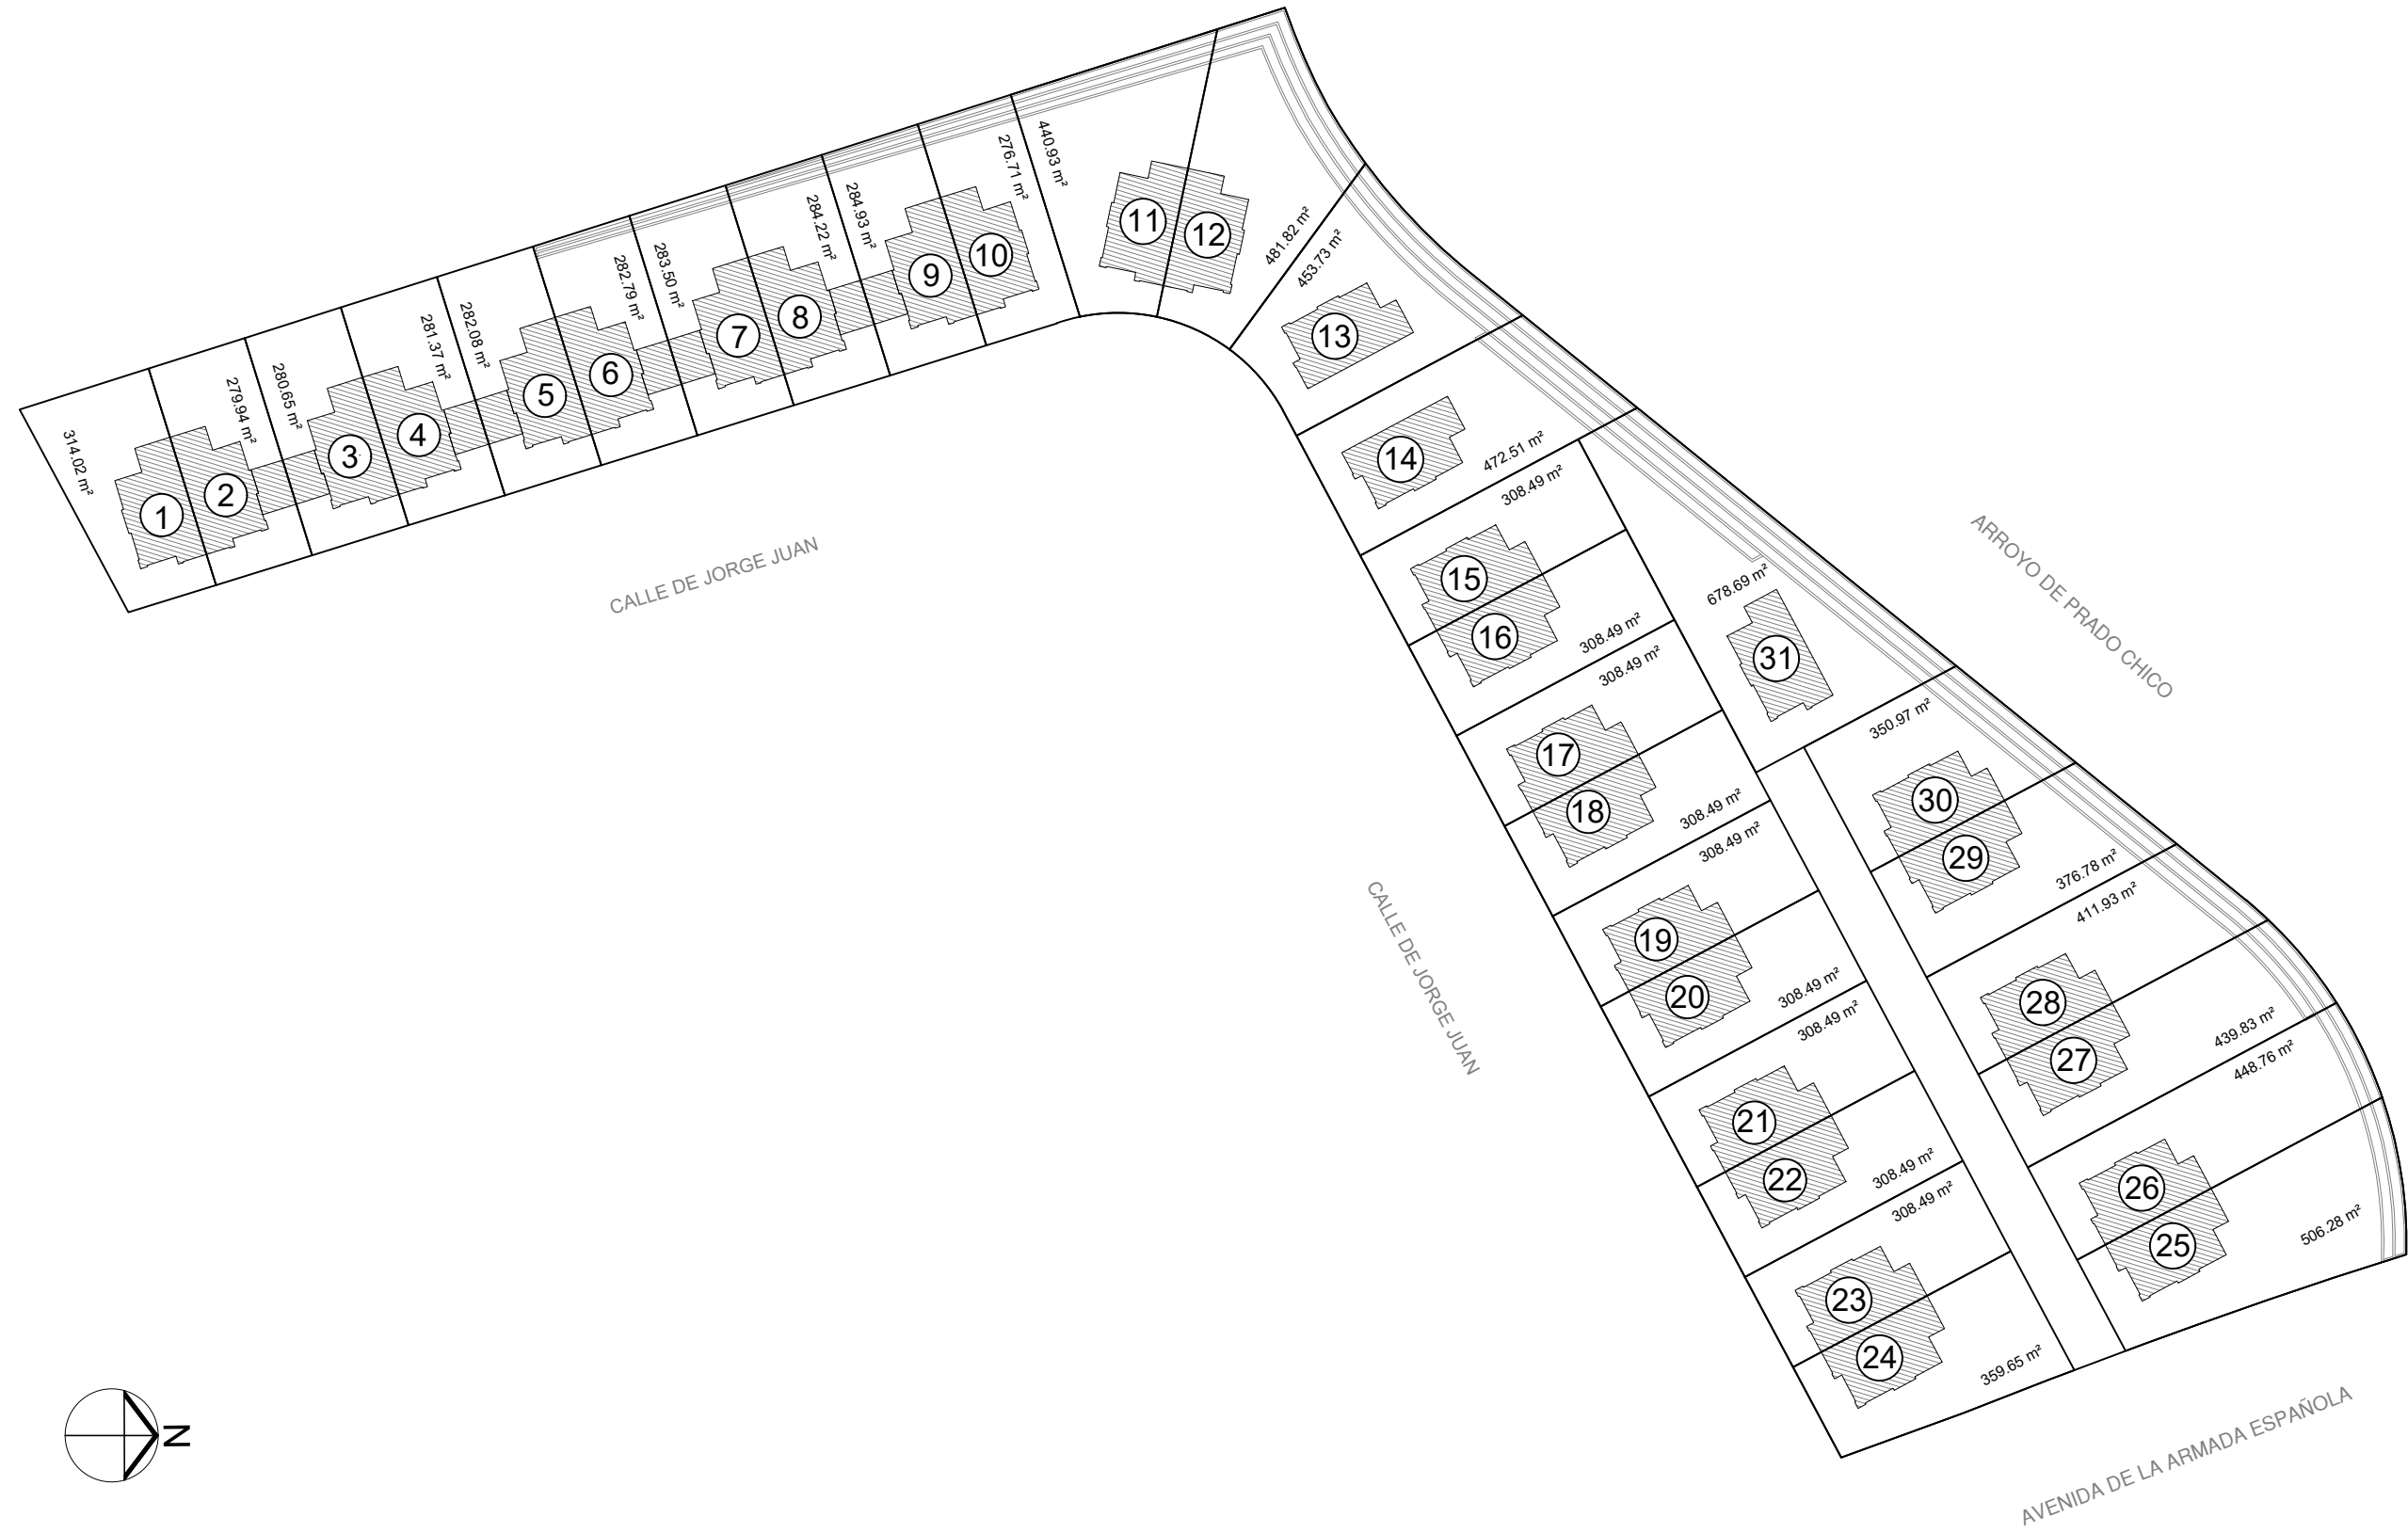 314.02 m²
1
279.94 m²
2
280.65 m²
3
281.37 m²
4
282.08 m²
5
282.79 m²
6
283.50 m²
7
284.22 m²
8
284.93 m²
9
276.71 m²
10
440.93 m²
11
12
481.82 m²
453.73 m²
13
14
472.51 m²
308.49 m²
15
16
308.49 m²
308.49 m²
17
18
308.49 m²
308.49 m²
19
20
308.49 m²
308.49 m²
21
22
308.49 m²
308.49 m²
23
24
359.65 m²
678.69 m²
31
350.97 m²
30
29
376.78 m²
411.93 m²
28
27
439.83 m²
448.76 m²
26
25
506.28 m²
CALLE DE JORGE JUAN
CALLE DE JORGE JUAN
ARROYO DE PRADO CHICO
AVENIDA DE LA ARMADA ESPAÑOLA
N